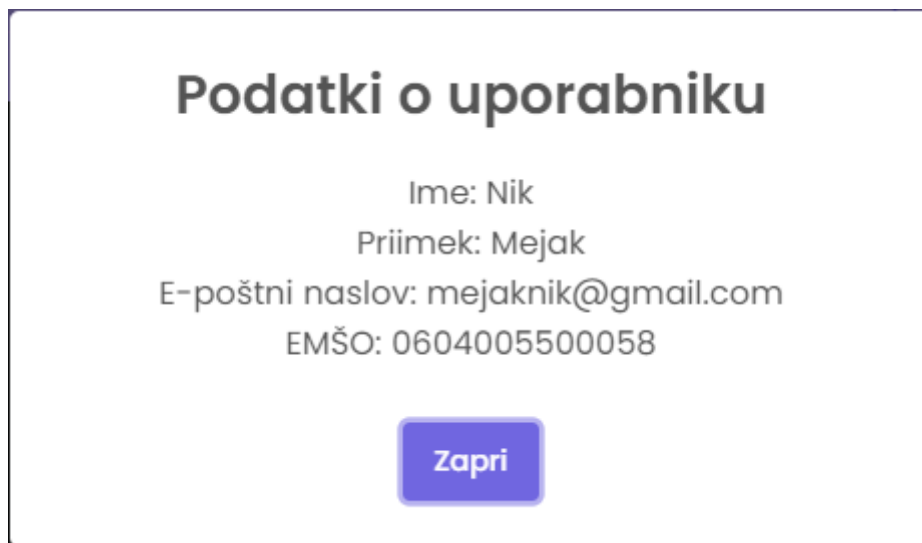 Podatki o uporabniku
Ime: Nik
Priimek: Mejak
E-poštni naslov: mejaknik@gmail.com
EMŠO: 0604005500058
Zapri